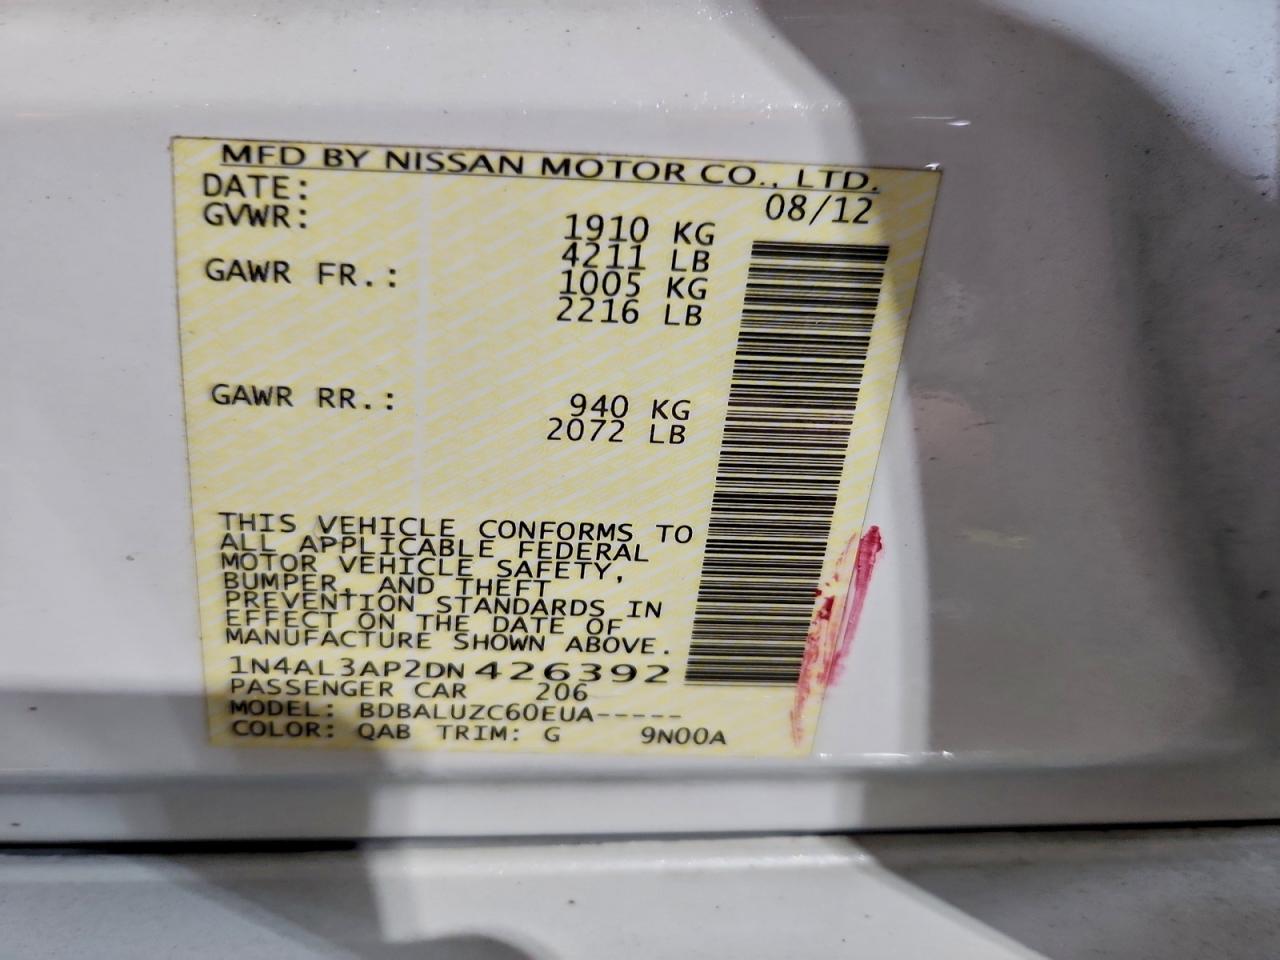 MFD BY NISSAN MOTOR CO., LTD.
DATE: 08/12
GVWR: 1910 KG
4211 LB
GAWR FR.: 1005 KG
2216 LB
GAWR RR.: 940 KG
2072 LB
THIS VEHICLE CONFORMS TO
ALL APPLICABLE FEDERAL
MOTOR VEHICLE SAFETY,
BUMPER, AND THEFT
PREVENTION STANDARDS IN
EFFECT ON THE DATE OF
MANUFACTURE SHOWN ABOVE.
1N4AL3AP2DN426392
PASSENGER CAR 206
MODEL: BDBALUZC60EUA-----
COLOR: QAB TRIM: G 9N00A